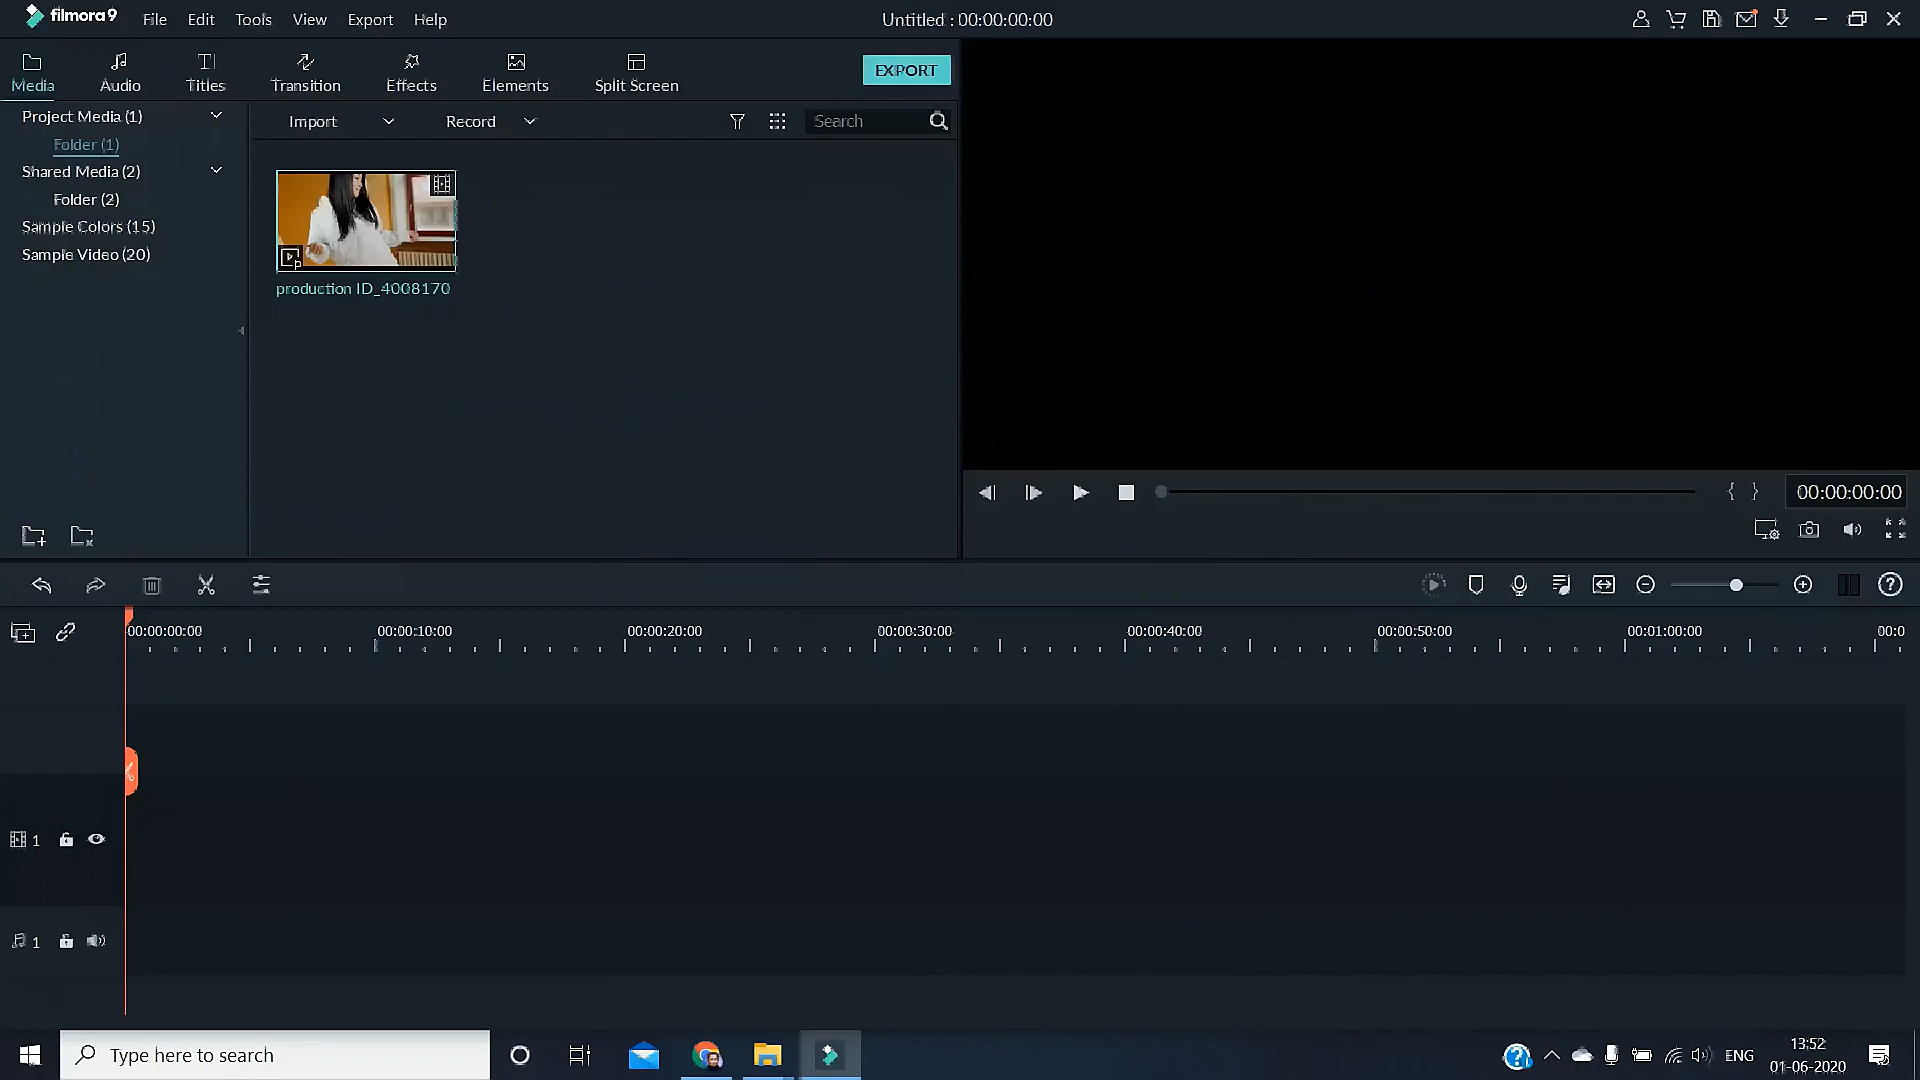 filmora9 File Edit Tools View Export Help Untitled : 00:00:00:00
Media Audio Titles Transition Effects Elements Split Screen EXPORT
Project Media (1)
Folder (1)
Shared Media (2)
Folder (2)
Sample Colors (15)
Sample Video (20)
Import Record Search
production ID_4008170
{ } 00:00:00:00
00:00:00:00 00:00:10:00 00:00:20:00 00:00:30:00 00:00:40:00 00:00:50:00 00:01:00:00 00:0
1
1
Type here to search
ENG
13:52
01-06-2020